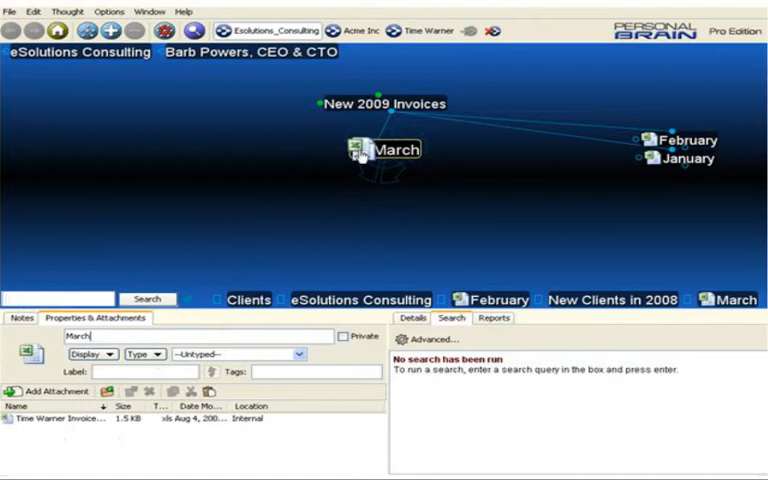 File Edit Thought Options Window Help
Esolutions_Consulting Acme Inc Time Warner
PERSONAL BRAIN Pro Edition
eSolutions Consulting Barb Powers, CEO & CTO
New 2009 Invoices
February
March
January
Search Clients eSolutions Consulting February New Clients in 2008 March
Notes Properties & Attachments
March
Private
Display Type --Untyped--
Label: Tags:
Add Attachment
Name Size T... Date Mo... Location
Time Warner Invoice... 1.5 KB xls Aug 4, 200... Internal
Details Search Reports
Advanced...
No search has been run
To run a search, enter a search query in the box and press enter.